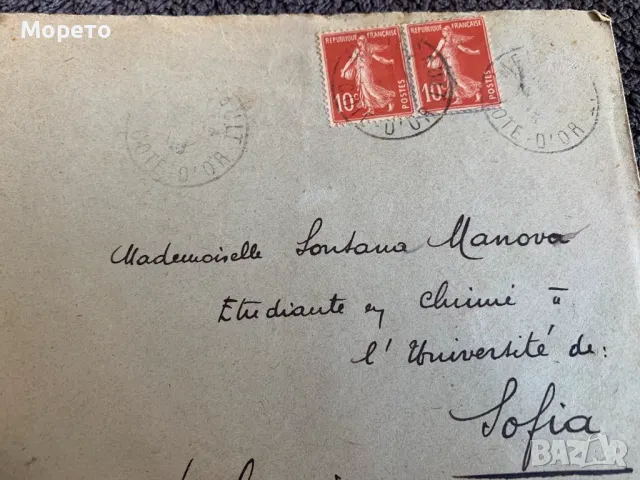 Морето
REPUBLIQUE FRANÇAISE REPUBLIQUE FRANÇAISE
10c POSTES 10c POSTES
COTE-D'OR COTE-D'OR
Mademoiselle Sontana Manova
Etudiante en Chimie
à l'Université de:
Sofia
BAZAR